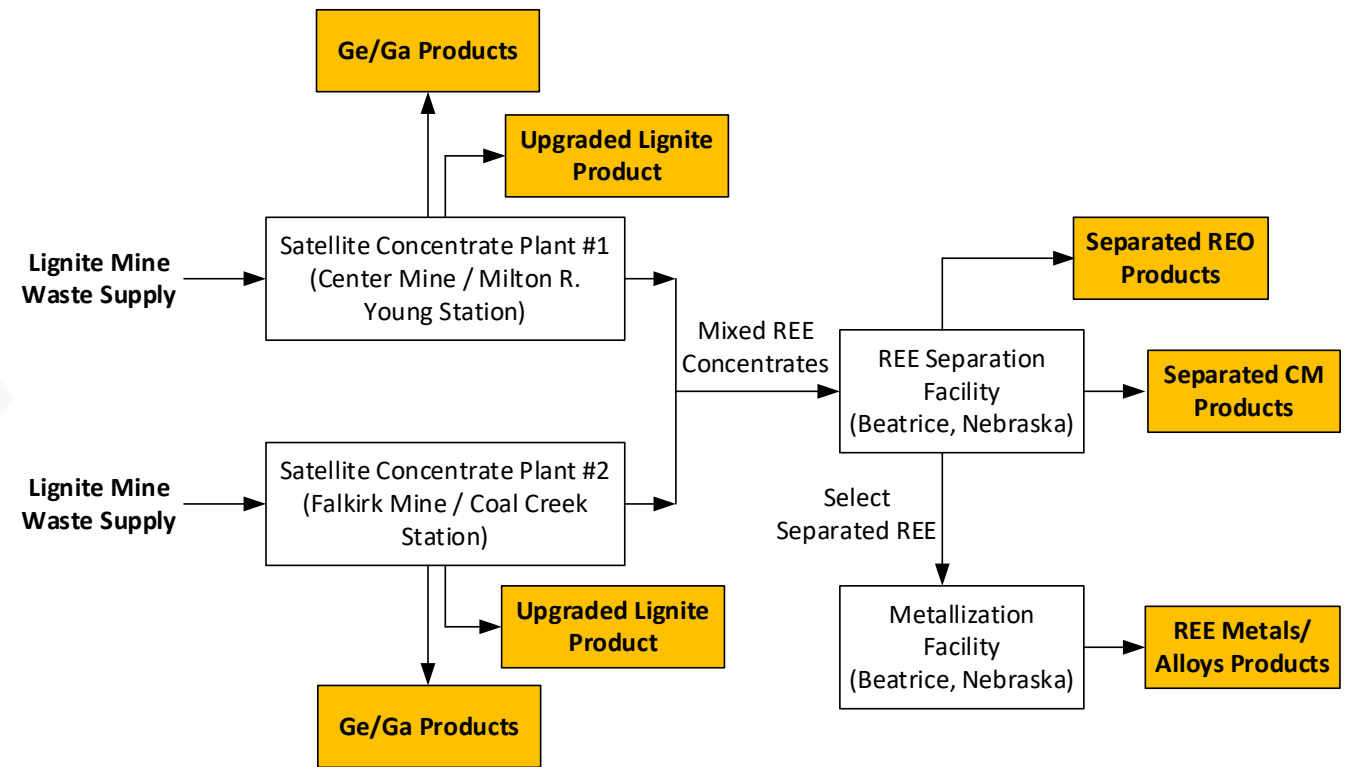 Ge/Ga Products
Upgraded Lignite
Product
Lignite Mine
Waste Supply
Satellite Concentrate Plant #1
(Center Mine / Milton R.
Young Station)
Mixed REE
Concentrates
Separated REO
Products
REE Separation
Facility
(Beatrice, Nebraska)
Separated CM
Products
Lignite Mine
Waste Supply
Satellite Concentrate Plant #2
(Falkirk Mine / Coal Creek
Station)
Select
Separated REE
Upgraded Lignite
Product
Ge/Ga Products
Metallization
Facility
(Beatrice, Nebraska)
REE Metals/
Alloys Products